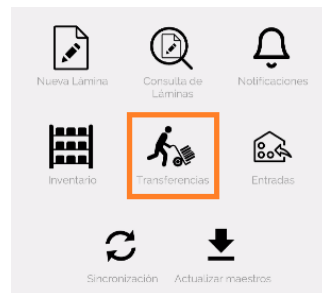 Nueva Lámina
Consulta de
Láminas
Notificaciones
Inventario
Transferencias
Entradas
Sincronización
Actualizar maestros